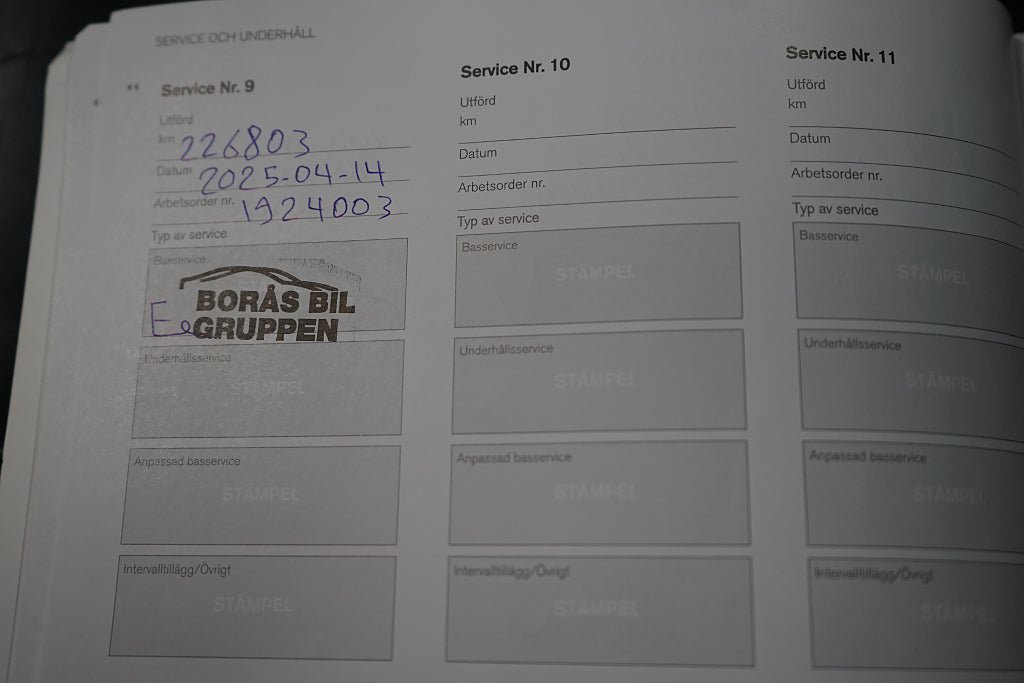 SERVICE OCH UNDERHÅLL
Service Nr. 9
Utförd
km 226803
Datum 2025-04-14
Arbetsorder nr. 1924003
Typ av service
Basservice
BORÅS BIL
GRUPPEN
Underhållsservice
STÄMPEL
Anpassad basservice
STÄMPEL
Intervalltillägg/Övrigt
STÄMPEL
Service Nr. 10
Utförd
km
Datum
Arbetsorder nr.
Typ av service
Basservice
STÄMPEL
Underhållsservice
STÄMPEL
Anpassad basservice
STÄMPEL
Intervalltillägg/Övrigt
STÄMPEL
Service Nr. 11
Utförd
km
Datum
Arbetsorder nr.
Typ av service
Basservice
STÄMPEL
Underhållsservice
STÄMPEL
Anpassad basservice
STÄMPEL
Intervalltillägg/Övrigt
STÄMPEL